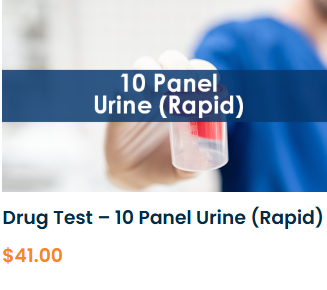 10 Panel
Urine (Rapid)
Drug Test – 10 Panel Urine (Rapid)
$41.00